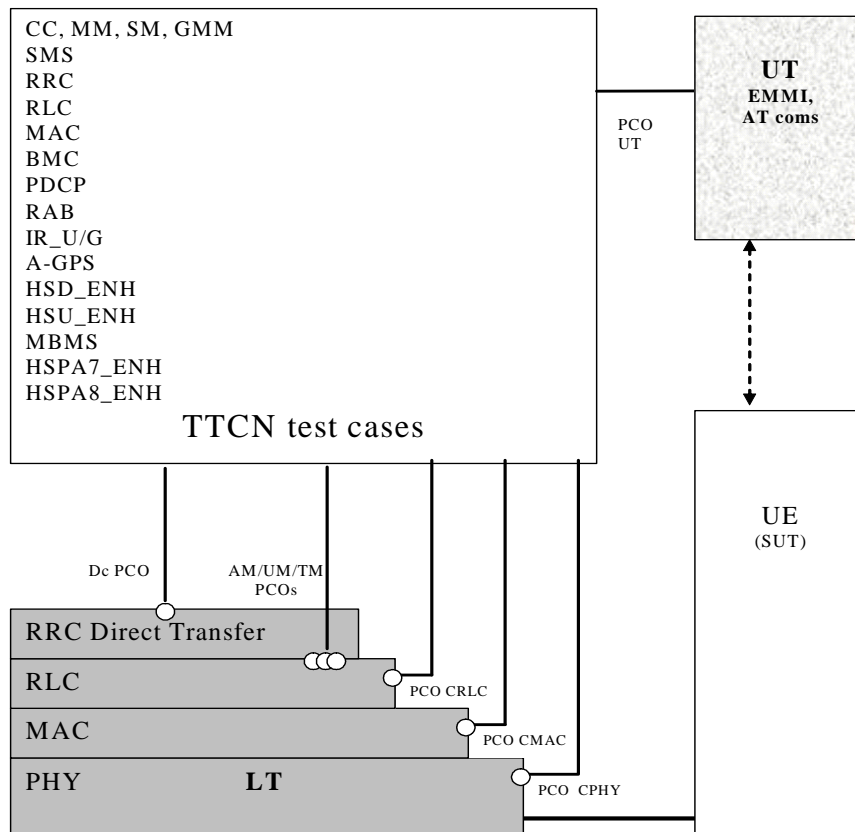 CC, MM, SM, GMM
SMS
RRC
RLC
MAC
BMC
PDCP
RAB
IR_U/G
A-GPS
HSD_ENH
HSU_ENH
MBMS
HSPA7_ENH
HSPA8_ENH
TTCN test cases
PCO
UT
UT
EMMI,
AT coms
UE
(SUT)
Dc PCO
AM/UM/TM
PCOs
RRC Direct Transfer
RLC
PCO CRLC
MAC
PCO CMAC
PHY LT
PCO CPHY